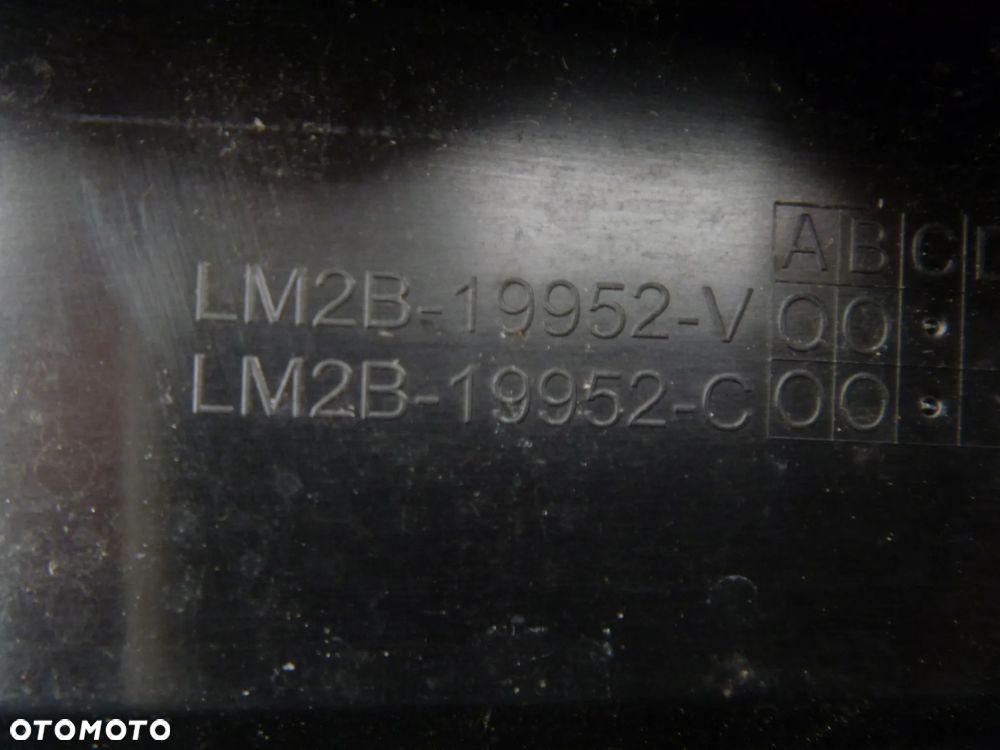 A B C D
LM2B-19952-V O O
LM2B-19952-C O O
OTOMOTO